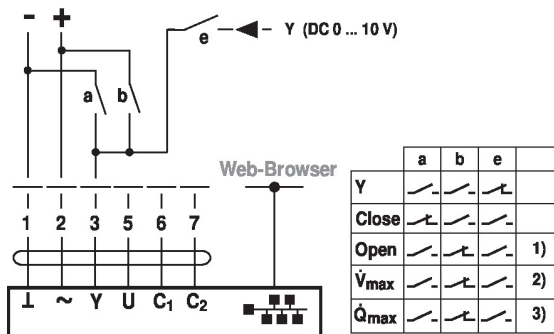 - +
e
Y (DC 0 ... 10 V)
a b
Web-Browser
1 2 3 5 6 7
⊥ ~ Y U C1 C2
a b e
Y
Close
Open 1)
V̇max 2)
Q̇max 3)